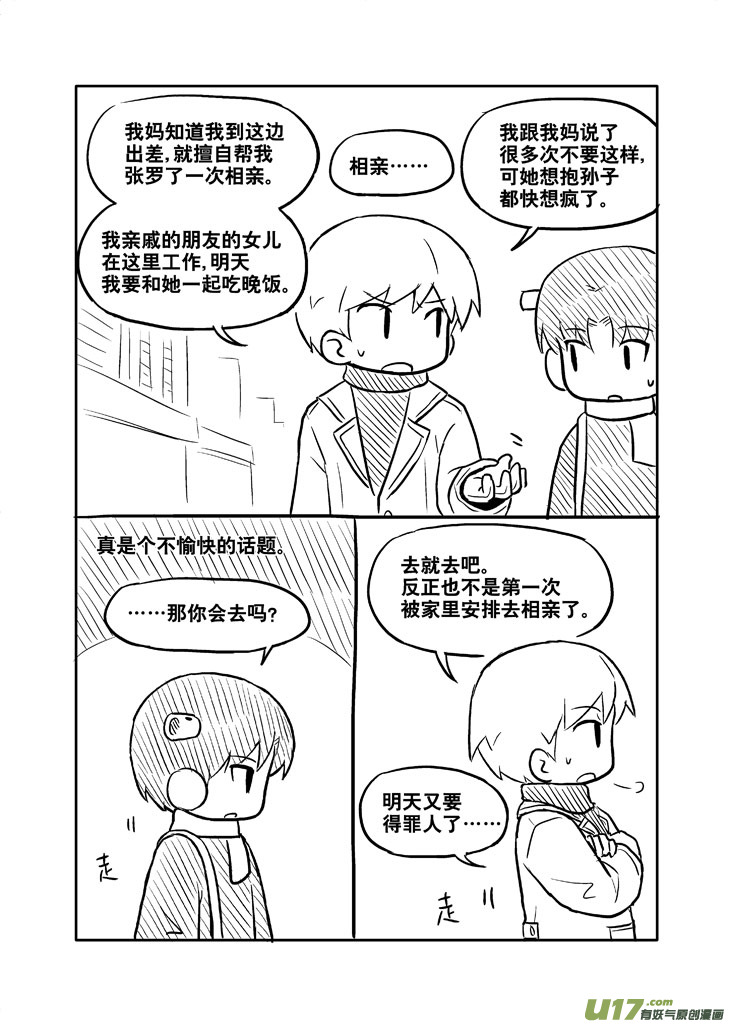 我妈知道我到这边
出差,就擅自帮我
张罗了一次相亲。
我亲戚的朋友的女儿
在这里工作,明天
我要和她一起吃晚饭。
相亲……
我跟我妈说了
很多次不要这样,
可她想抱孙子
都快想疯了。
真是个不愉快的话题。
……那你会去吗?
走
去就去吧。
反正也不是第一次
被家里安排去相亲了。
明天又要
得罪人了……
走
U17.com
有妖气原创漫画